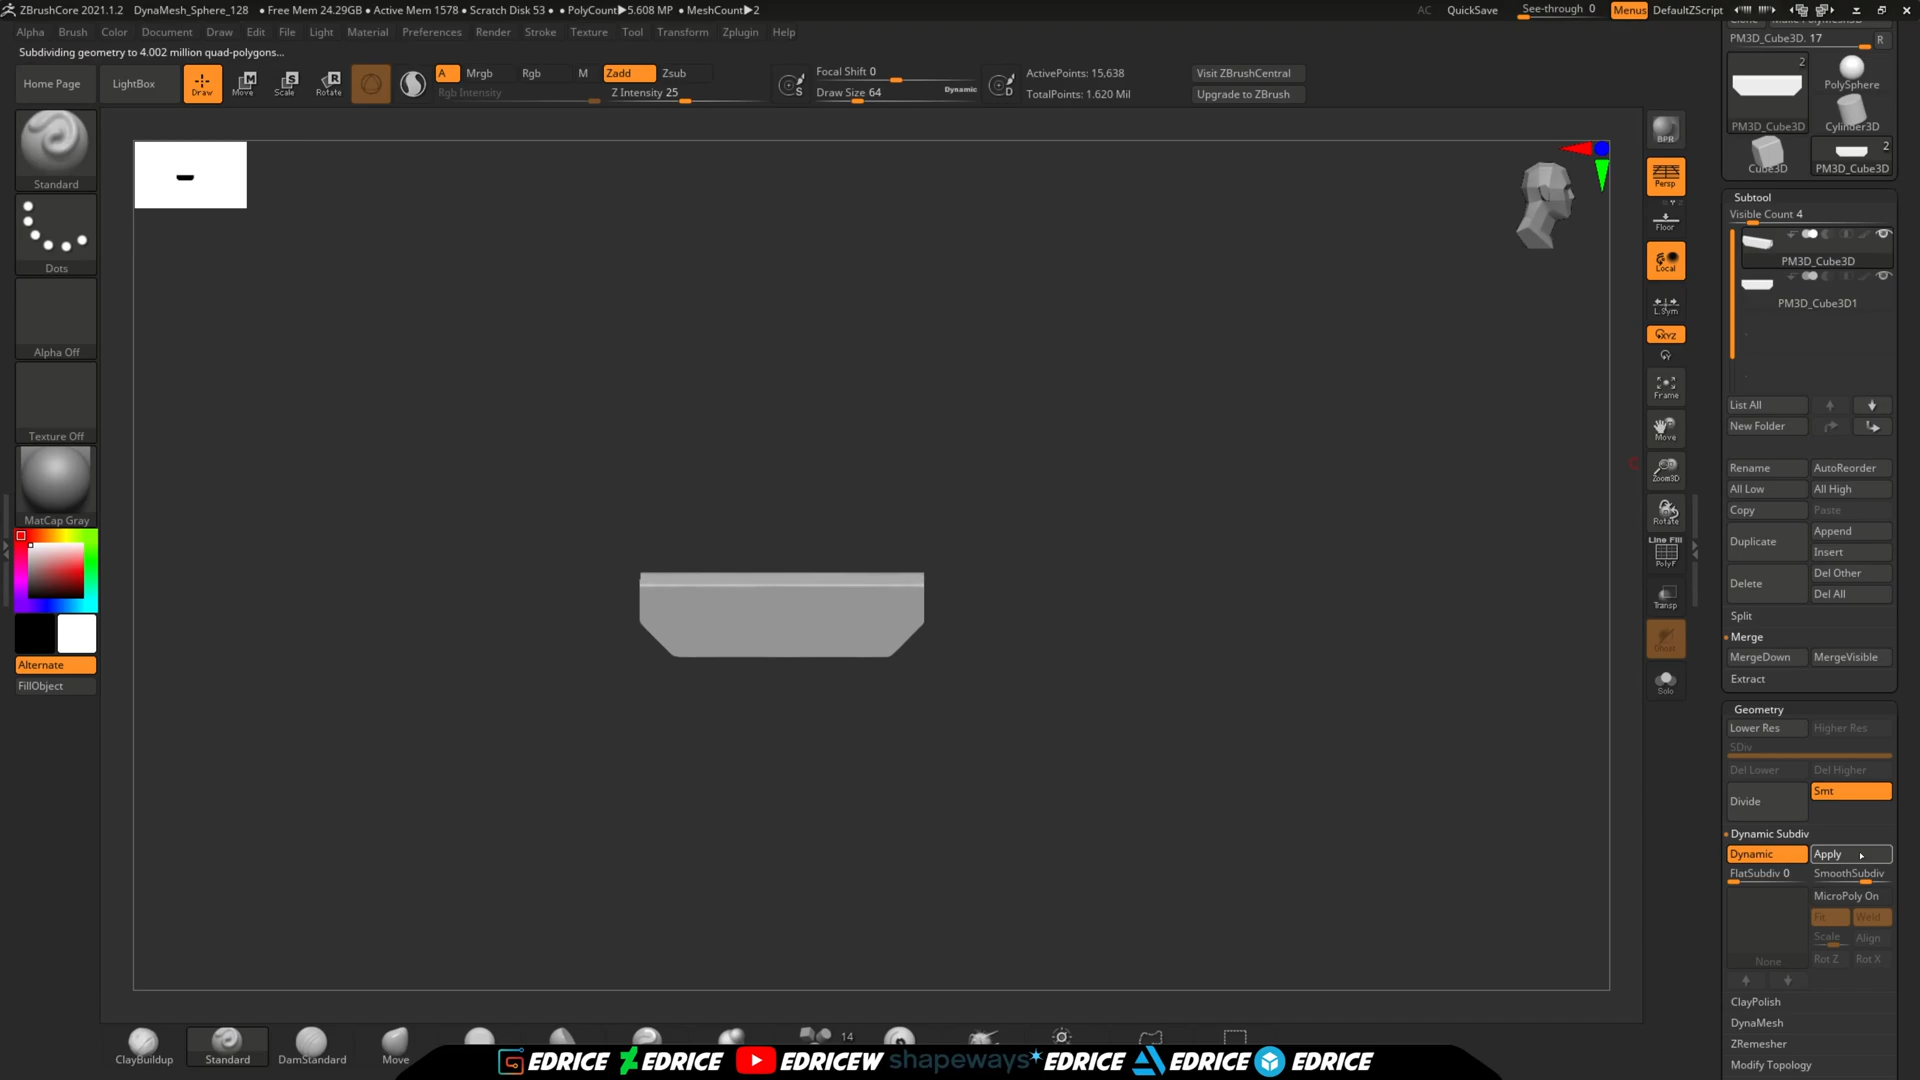 ZBrushCore 2021.1.2 DynaMesh_Sphere_128 • Free Mem 24.29GB • Active Mem 1578 • Scratch Disk 53 • • PolyCount▶5.608 MP • MeshCount▶2
AC QuickSave See-through 0 Menus DefaultZScript
Alpha Brush Color Document Draw Edit File Light Material Preferences Render Stroke Texture Tool Transform Zplugin Help
Subdividing geometry to 4.002 million quad-polygons...
Home Page LightBox Draw Move Scale Rotate
A Mrgb Rgb M Zadd Zsub
Rgb Intensity Z Intensity 25
Focal Shift 0
Draw Size 64 Dynamic
ActivePoints: 15,638
TotalPoints: 1.620 Mil
Visit ZBrushCentral
Upgrade to ZBrush
Standard
Dots
Alpha Off
Texture Off
MatCap Gray
Alternate
FillObject
BPR
Persp
Floor
Local
L.Sym
XYZ
Frame
Move
Zoom3D
Rotate
Line Fill
PolyF
Transp
Ghost
Solo
PM3D_Cube3D. 17 R
2
PM3D_Cube3D
PolySphere
Cylinder3D
Cube3D
2
PM3D_Cube3D
Subtool
Visible Count 4
PM3D_Cube3D
PM3D_Cube3D1
List All
New Folder
Rename AutoReorder
All Low All High
Copy Paste
Duplicate Append
Insert
Delete Del Other
Del All
Split
Merge
MergeDown MergeVisible
Extract
Geometry
Lower Res Higher Res
SDiv
Del Lower Del Higher
Divide Smt
Dynamic Subdiv
Dynamic Apply
FlatSubdiv 0 SmoothSubdiv
MicroPoly On
Fit Weld
Scale Align
None Rot Z Rot X
ClayPolish
DynaMesh
ZRemesher
Modify Topology
ClayBuildup Standard DamStandard Move
14
EDRICE EDRICE EDRICEW shapeways EDRICE EDRICE EDRICE